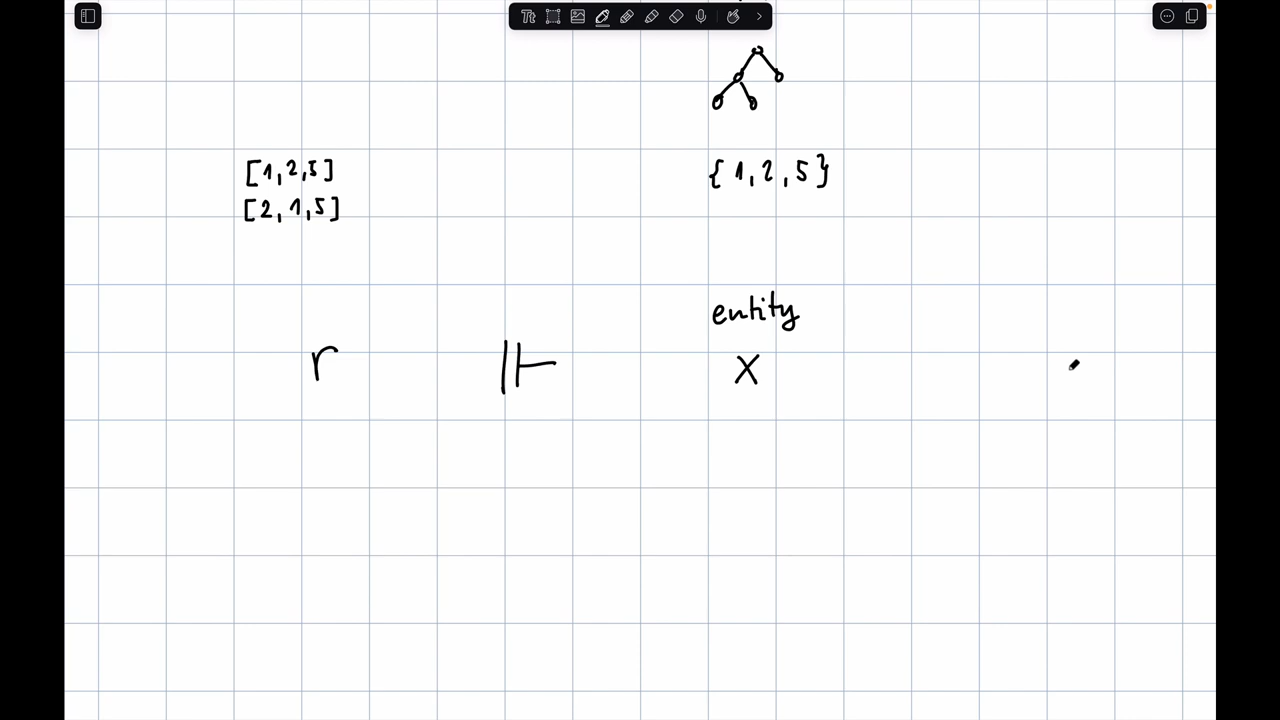 [1,2,5] {1,2,5}
[2,1,5]
entity
r ⊩ x